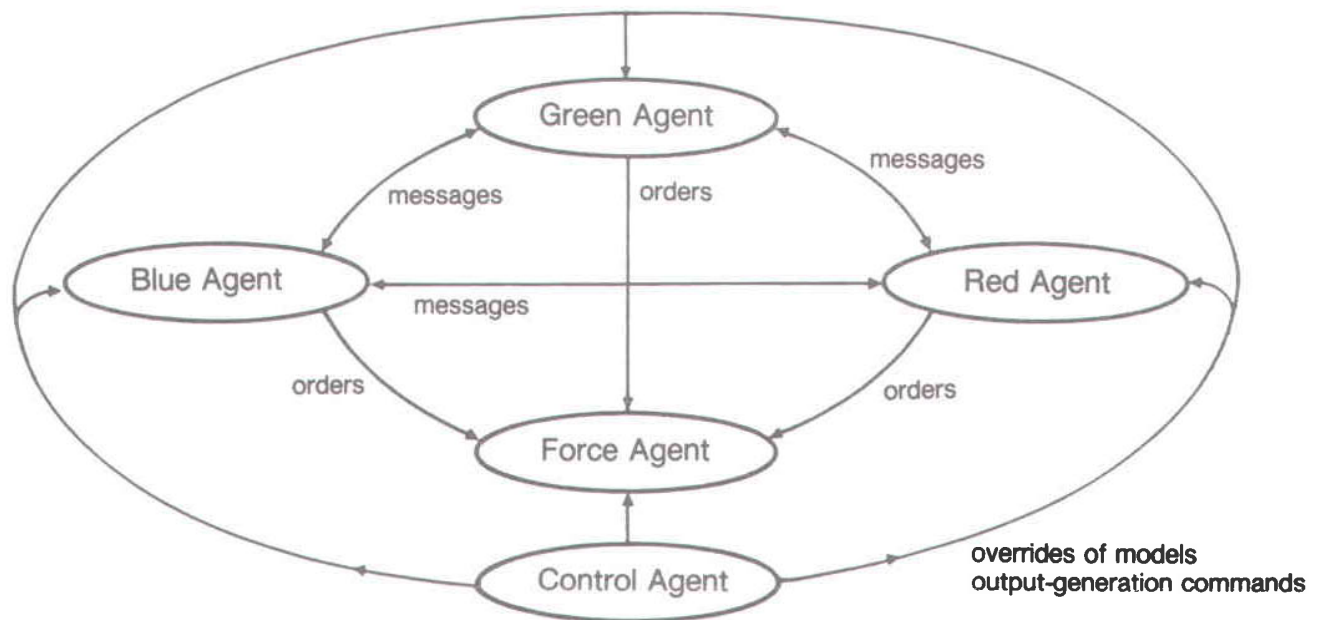 Green Agent
messages
messages
orders
Blue Agent
Red Agent
messages
orders
orders
Force Agent
Control Agent
overrides of models
output-generation commands